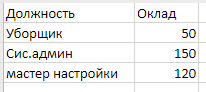 Должность Оклад
Уборщик 50
Сис.админ 150
мастер настройки 120